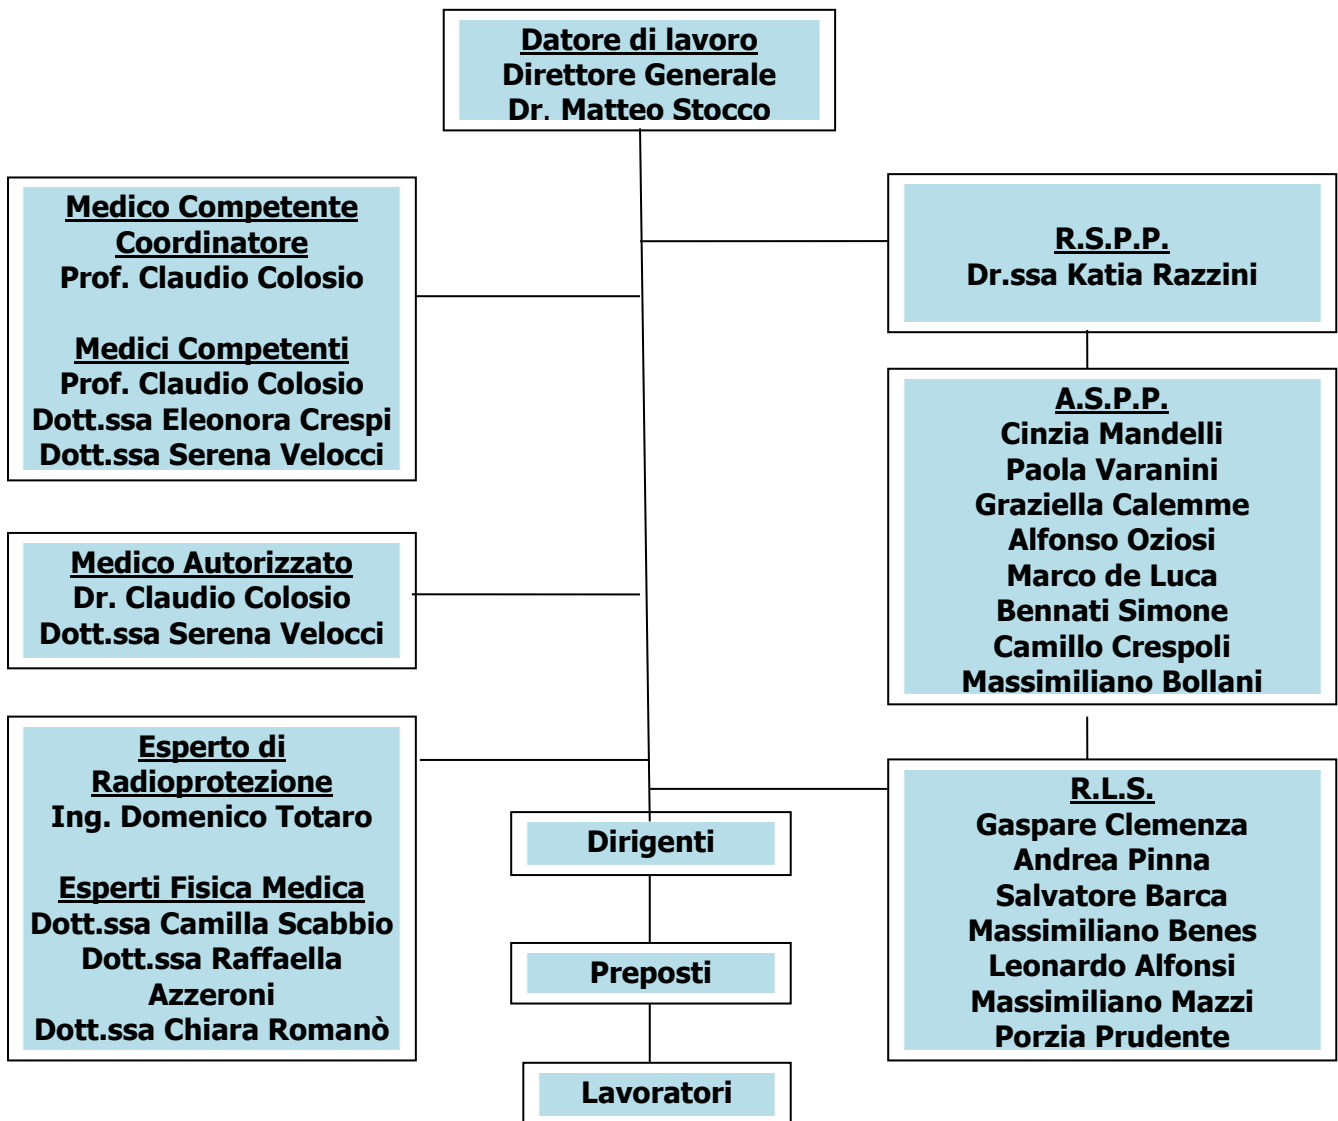 Datore di lavoro
Direttore Generale
Dr. Matteo Stocco
Medico Competente
Coordinatore
Prof. Claudio Colosio
Medici Competenti
Prof. Claudio Colosio
Dott.ssa Eleonora Crespi
Dott.ssa Serena Velocci
R.S.P.P.
Dr.ssa Katia Razzini
A.S.P.P.
Cinzia Mandelli
Paola Varanini
Graziella Calemme
Alfonso Oziosi
Marco de Luca
Bennati Simone
Camillo Crespoli
Massimiliano Bollani
Medico Autorizzato
Dr. Claudio Colosio
Dott.ssa Serena Velocci
Esperto di
Radioprotezione
Ing. Domenico Totaro
Esperti Fisica Medica
Dott.ssa Camilla Scabbio
Dott.ssa Raffaella
Azzeroni
Dott.ssa Chiara Romanò
R.L.S.
Gaspare Clemenza
Andrea Pinna
Salvatore Barca
Massimiliano Benes
Leonardo Alfonsi
Massimiliano Mazzi
Porzia Prudente
Dirigenti
Preposti
Lavoratori